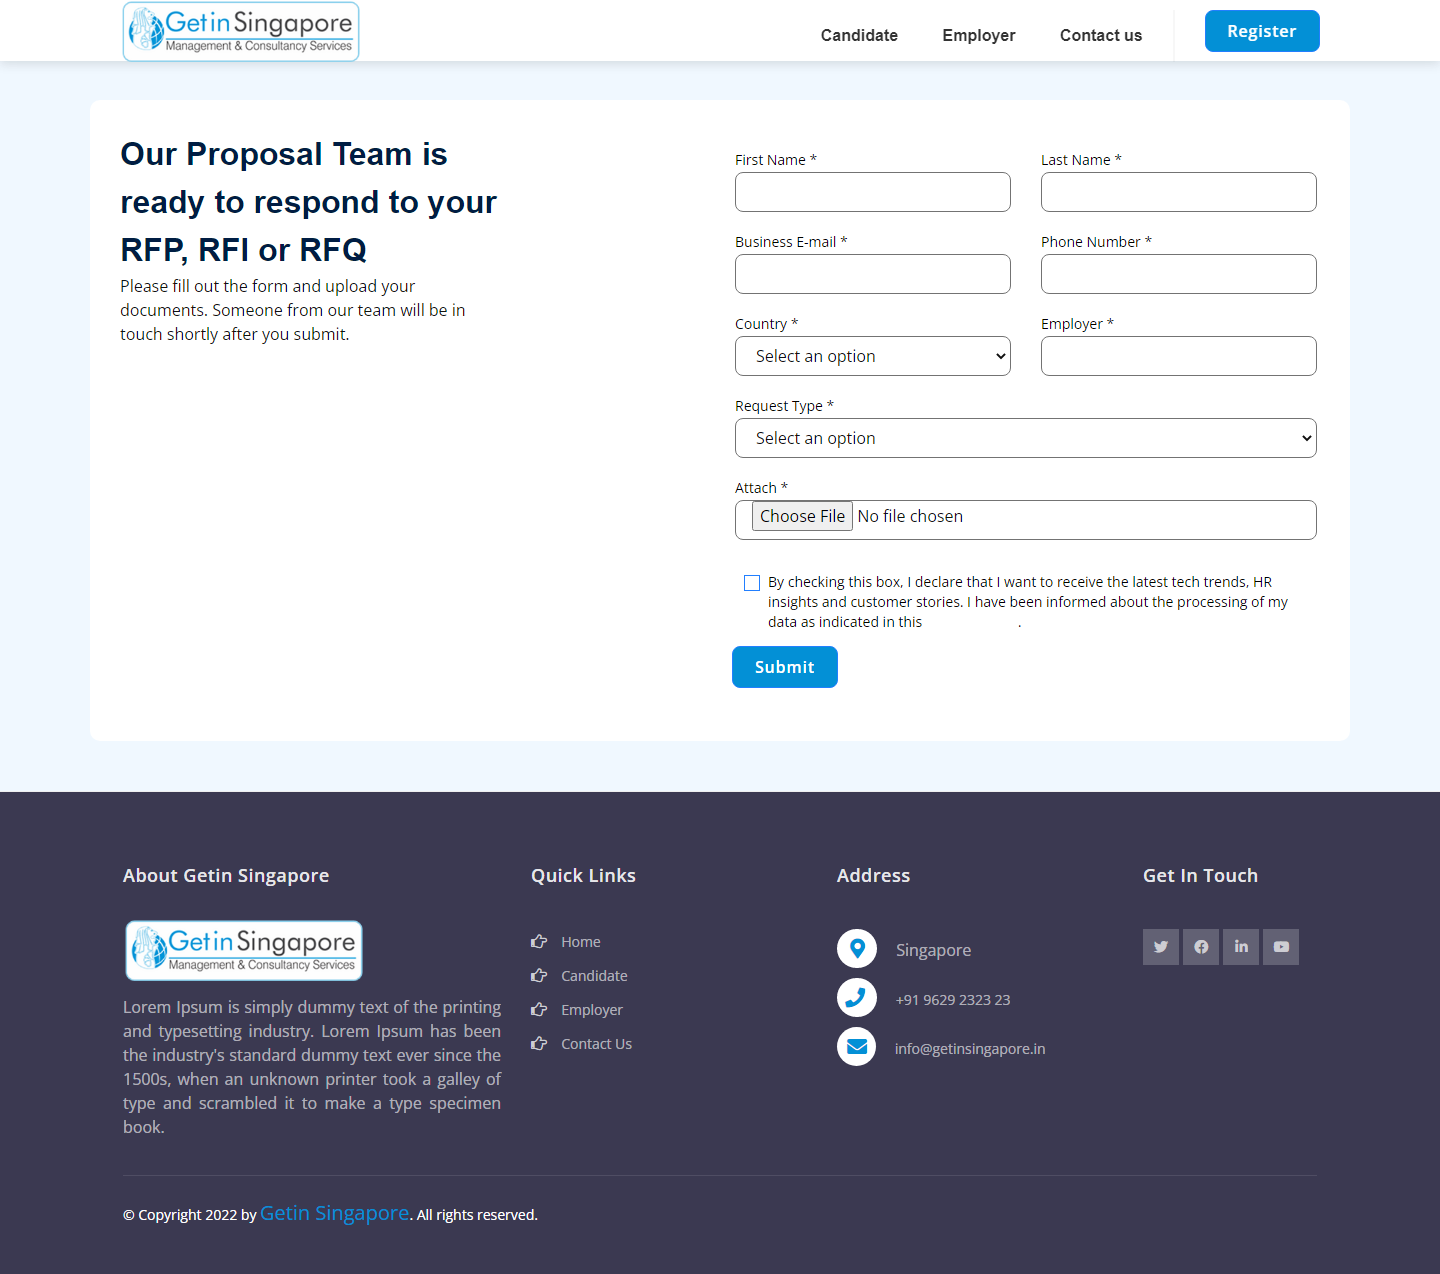 Getin Singapore
Management & Consultancy Services
Candidate
Employer
Contact us
Register
Our Proposal Team is
ready to respond to your
RFP, RFI or RFQ
Please fill out the form and upload your
documents. Someone from our team will be in
touch shortly after you submit.
First Name *
Last Name *
Business E-mail *
Phone Number *
Country *
Employer *
Select an option
Request Type *
Select an option
Attach *
Choose File No file chosen
By checking this box, I declare that I want to receive the latest tech trends, HR
insights and customer stories. I have been informed about the processing of my
data as indicated in this .
Submit
About Getin Singapore
Getin Singapore
Management & Consultancy Services
Lorem Ipsum is simply dummy text of the printing
and typesetting industry. Lorem Ipsum has been
the industry's standard dummy text ever since the
1500s, when an unknown printer took a galley of
type and scrambled it to make a type specimen
book.
Quick Links
Home
Candidate
Employer
Contact Us
Address
Singapore
+91 9629 2323 23
info@getinsingapore.in
Get In Touch
© Copyright 2022 by Getin Singapore. All rights reserved.